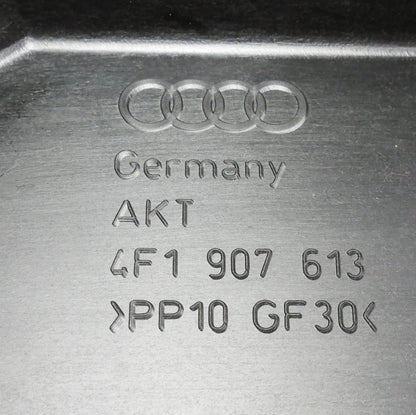 Germany
AKT
4F1 907 613
>PP10 GF30<